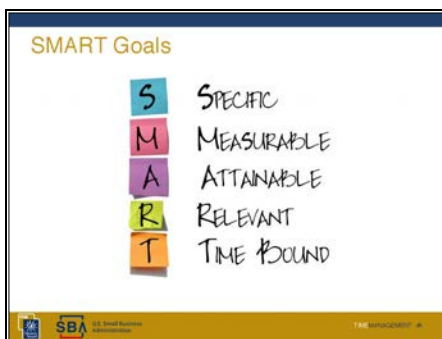 SMART Goals
S SPECIFIC
M MEASURABLE
A ATTAINABLE
R RELEVANT
T TIME BOUND
SBA U.S. Small Business
Administration
TIME MANAGEMENT